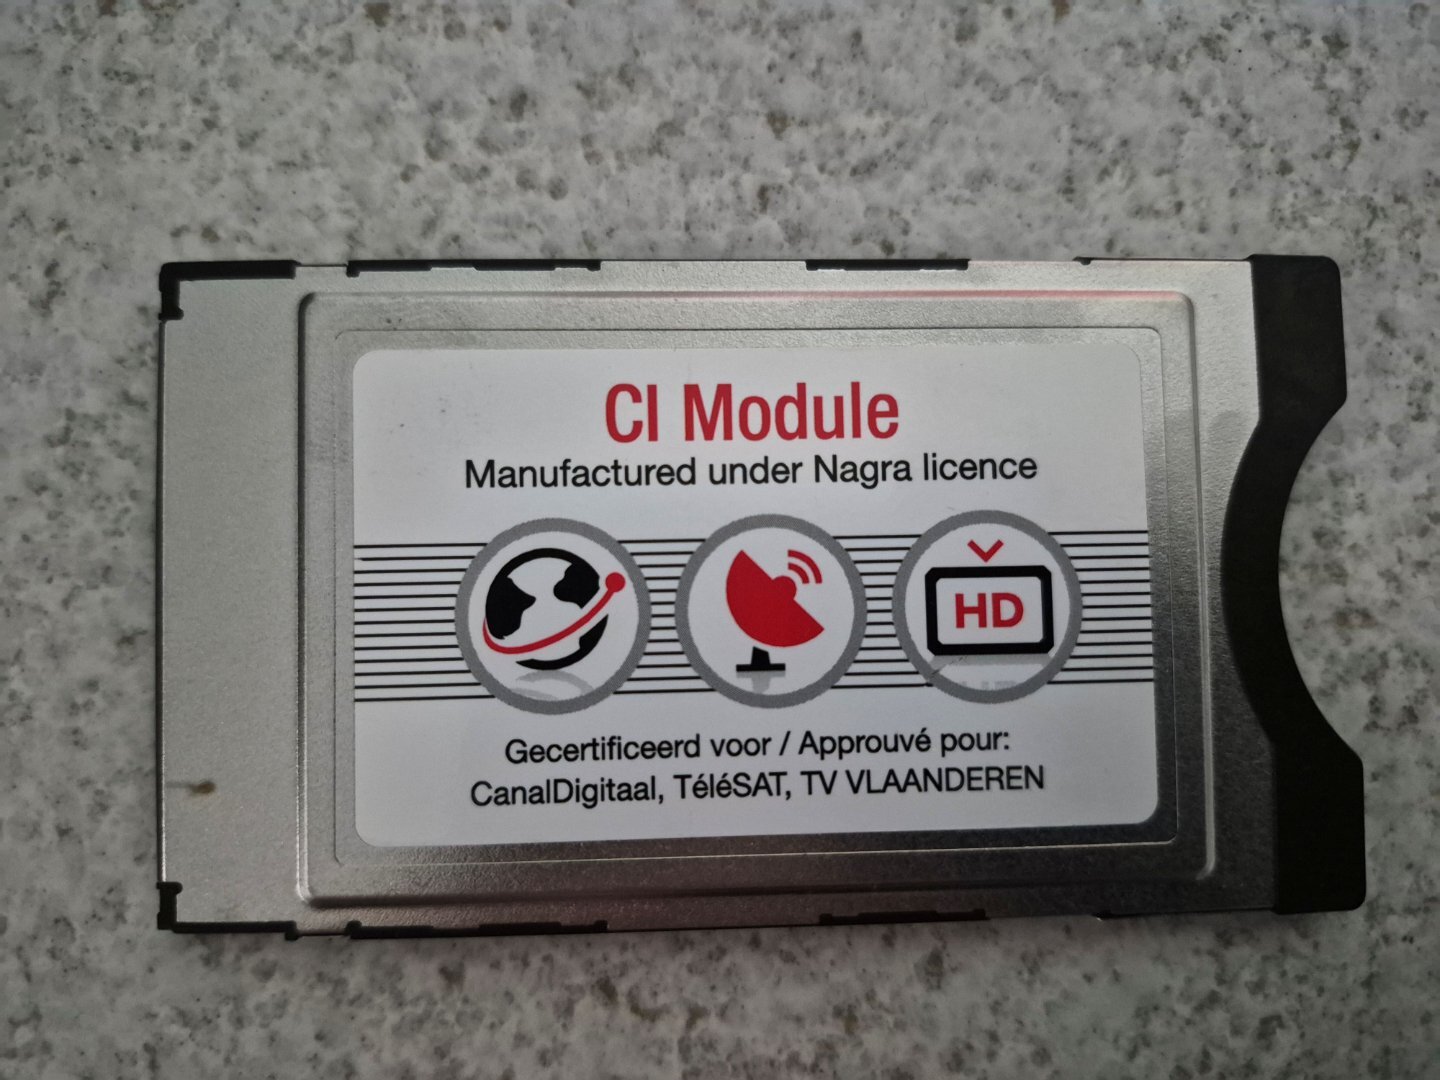 CI Module
Manufactured under Nagra licence
HD
Gecertificeerd voor / Approuvé pour:
CanalDigitaal, TéléSAT, TV VLAANDEREN